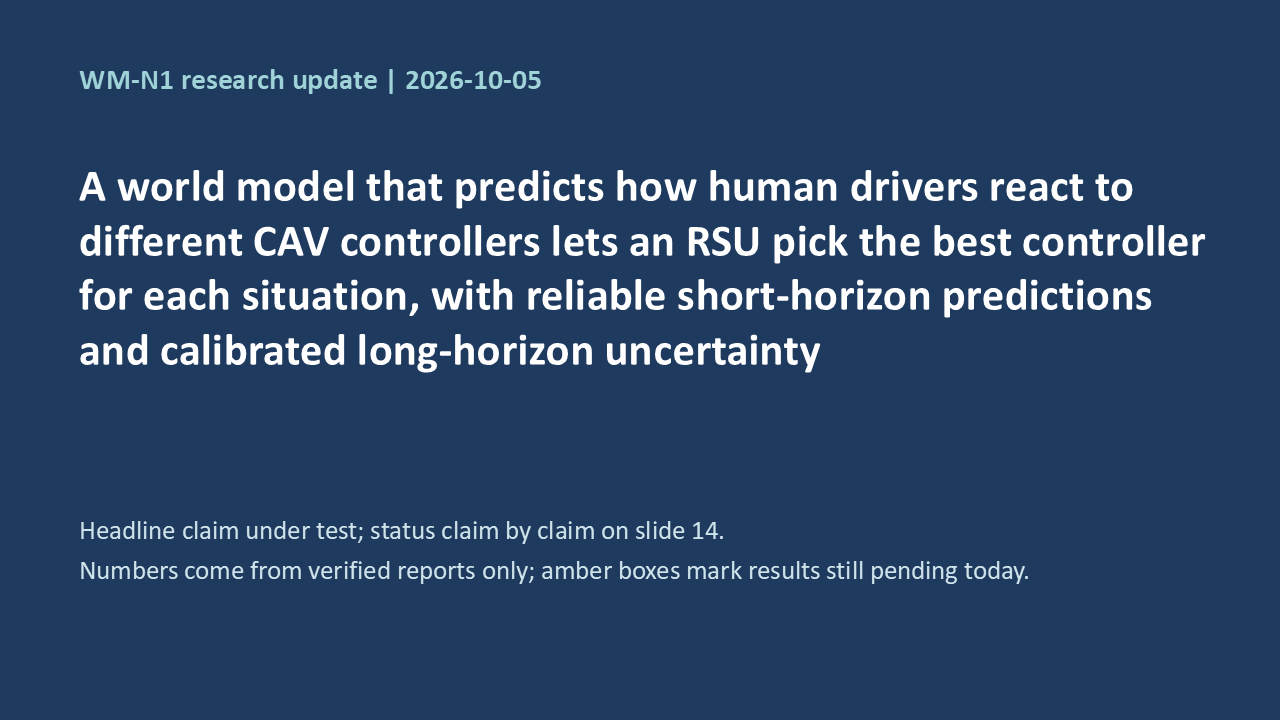 WM-N1 research update | 2026-10-05
A world model that predicts how human drivers react to
different CAV controllers lets an RSU pick the best controller
for each situation, with reliable short-horizon predictions
and calibrated long-horizon uncertainty
Headline claim under test; status claim by claim on slide 14.
Numbers come from verified reports only; amber boxes mark results still pending today.